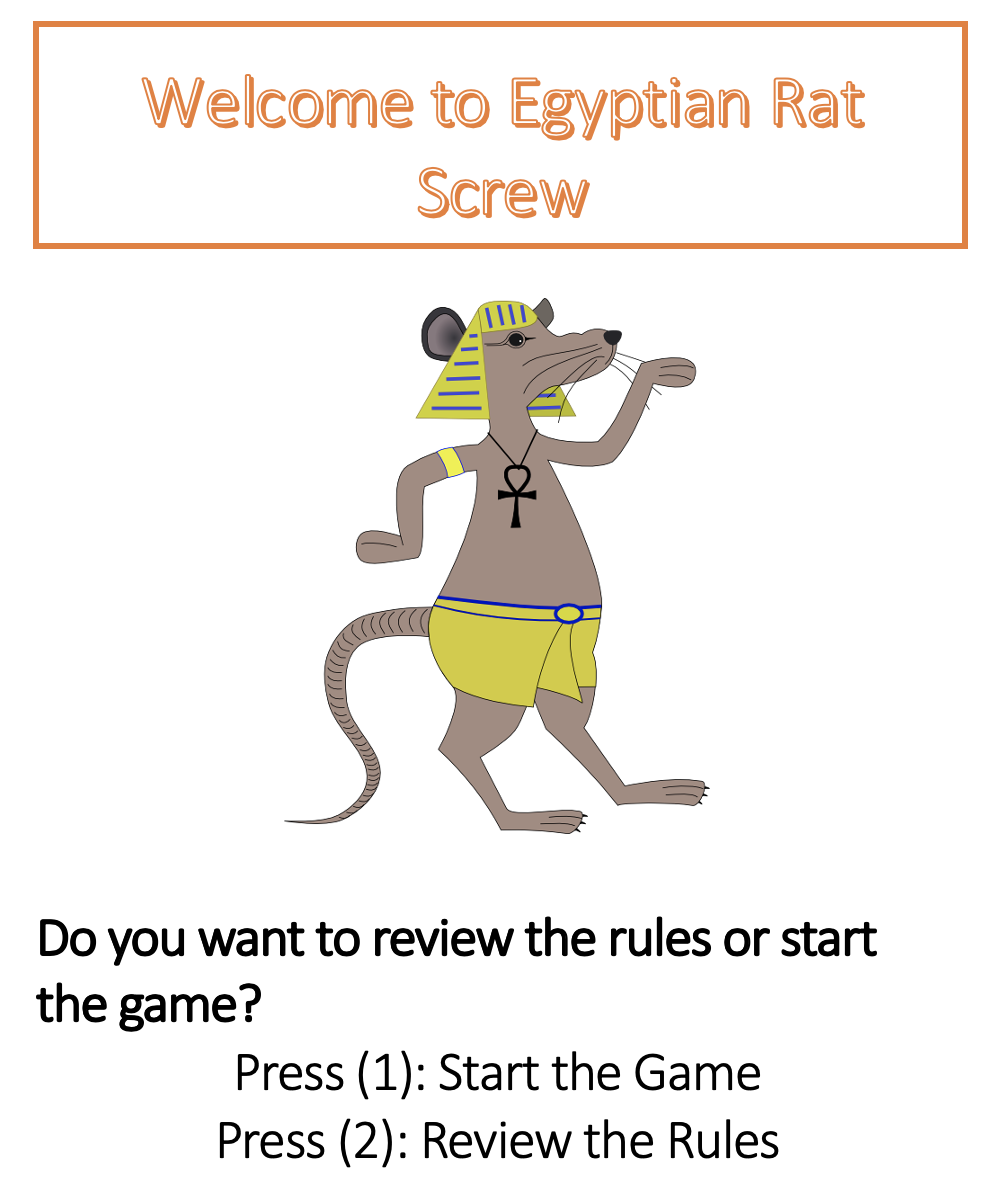 Welcome to Egyptian Rat
Screw
Do you want to review the rules or start
the game?
Press (1): Start the Game
Press (2): Review the Rules